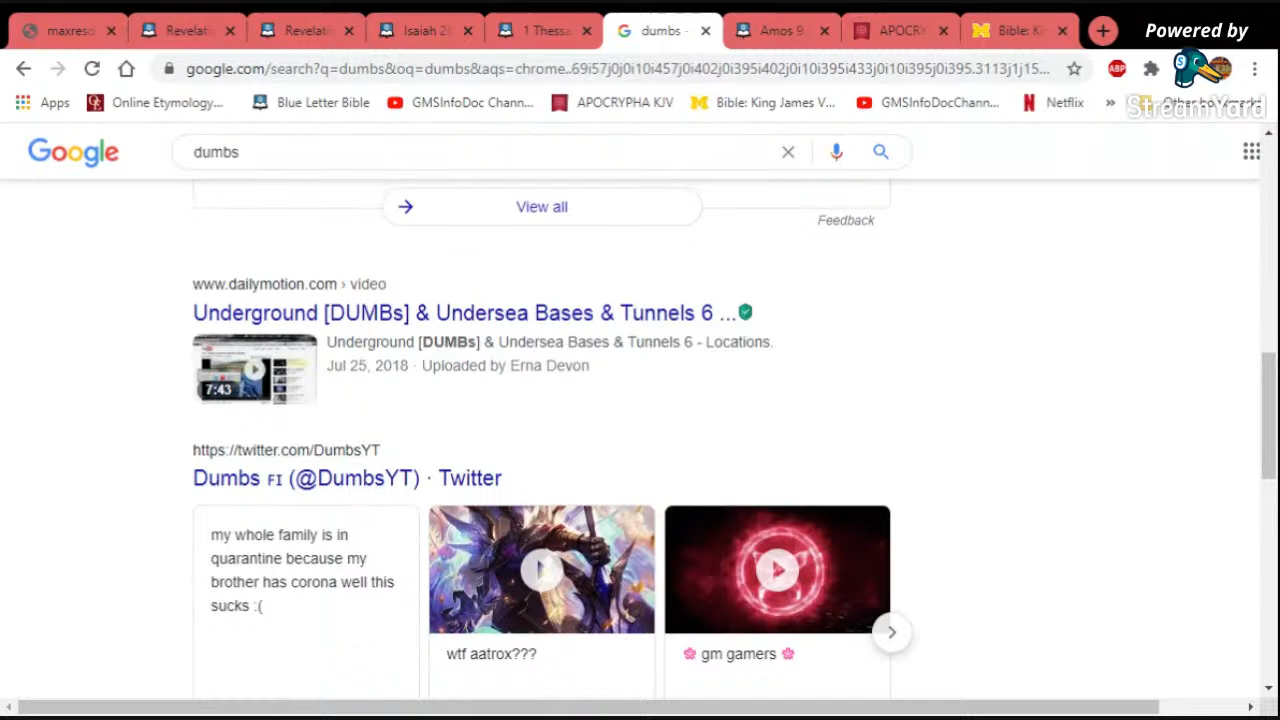 maxreso
Revelati
Revelati
Isaiah 28
1 Thessa
dumbs -
Amos 9
APOCRY
Bible: Ki
Powered by
google.com/search?q=dumbs&oq=dumbs&aqs=chrome..69i57j0j0i10i457j0i402j0i395i402j0i10i395i433j0i10i395j0i395.3113j1j15...
ABP
StreamYard
Apps
Online Etymology...
Blue Letter Bible
GMSInfoDoc Chann...
APOCRYPHA KJV
Bible: King James V...
GMSInfoDocChann...
Netflix
»
Google
dumbs
View all
Feedback
www.dailymotion.com › video
Underground [DUMBs] & Undersea Bases & Tunnels 6 ...
Underground [DUMBs] & Undersea Bases & Tunnels 6 - Locations.
Jul 25, 2018 · Uploaded by Erna Devon
7:43
https://twitter.com/DumbsYT
Dumbs FI (@DumbsYT) · Twitter
my whole family is in
quarantine because my
brother has corona well this
sucks :(
wtf aatrox???
🌸 gm gamers 🌸